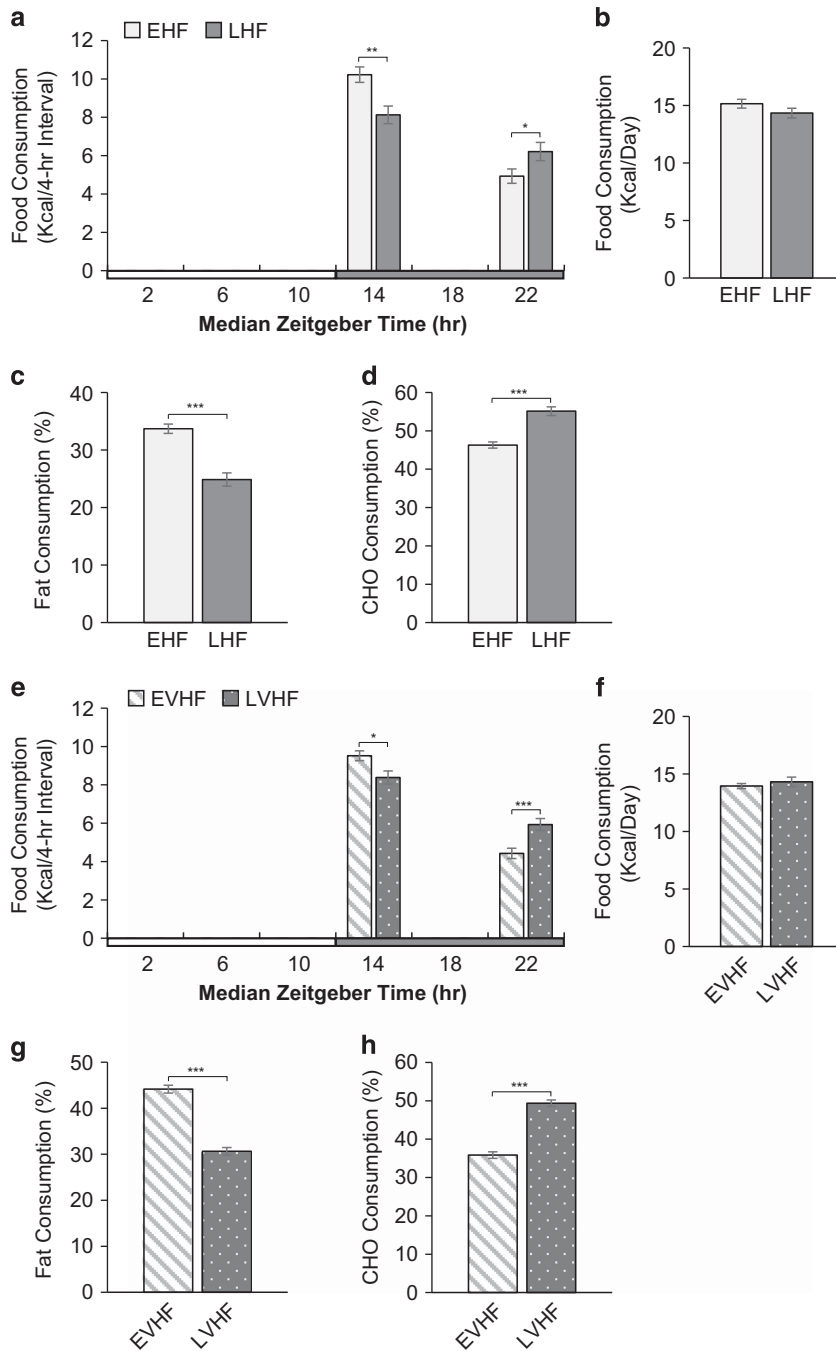 a
EHF LHF
Food Consumption
(Kcal/4-hr Interval)
12
10
8
6
4
2
0
**
*
2 6 10 14 18 22
Median Zeitgeber Time (hr)
b
Food Consumption
(Kcal/Day)
20
15
10
5
0
EHF LHF
c
Fat Consumption (%)
40
30
20
10
0
***
EHF LHF
d
CHO Consumption (%)
60
50
40
30
20
10
0
***
EHF LHF
e
EVHF LVHF
Food Consumption
(Kcal/4-hr Interval)
12
10
8
6
4
2
0
*
***
2 6 10 14 18 22
Median Zeitgeber Time (hr)
f
Food Consumption
(Kcal/Day)
20
15
10
5
0
EVHF LVHF
g
Fat Consumption (%)
50
40
30
20
10
0
***
EVHF LVHF
h
CHO Consumption (%)
60
50
40
30
20
10
0
***
EVHF LVHF